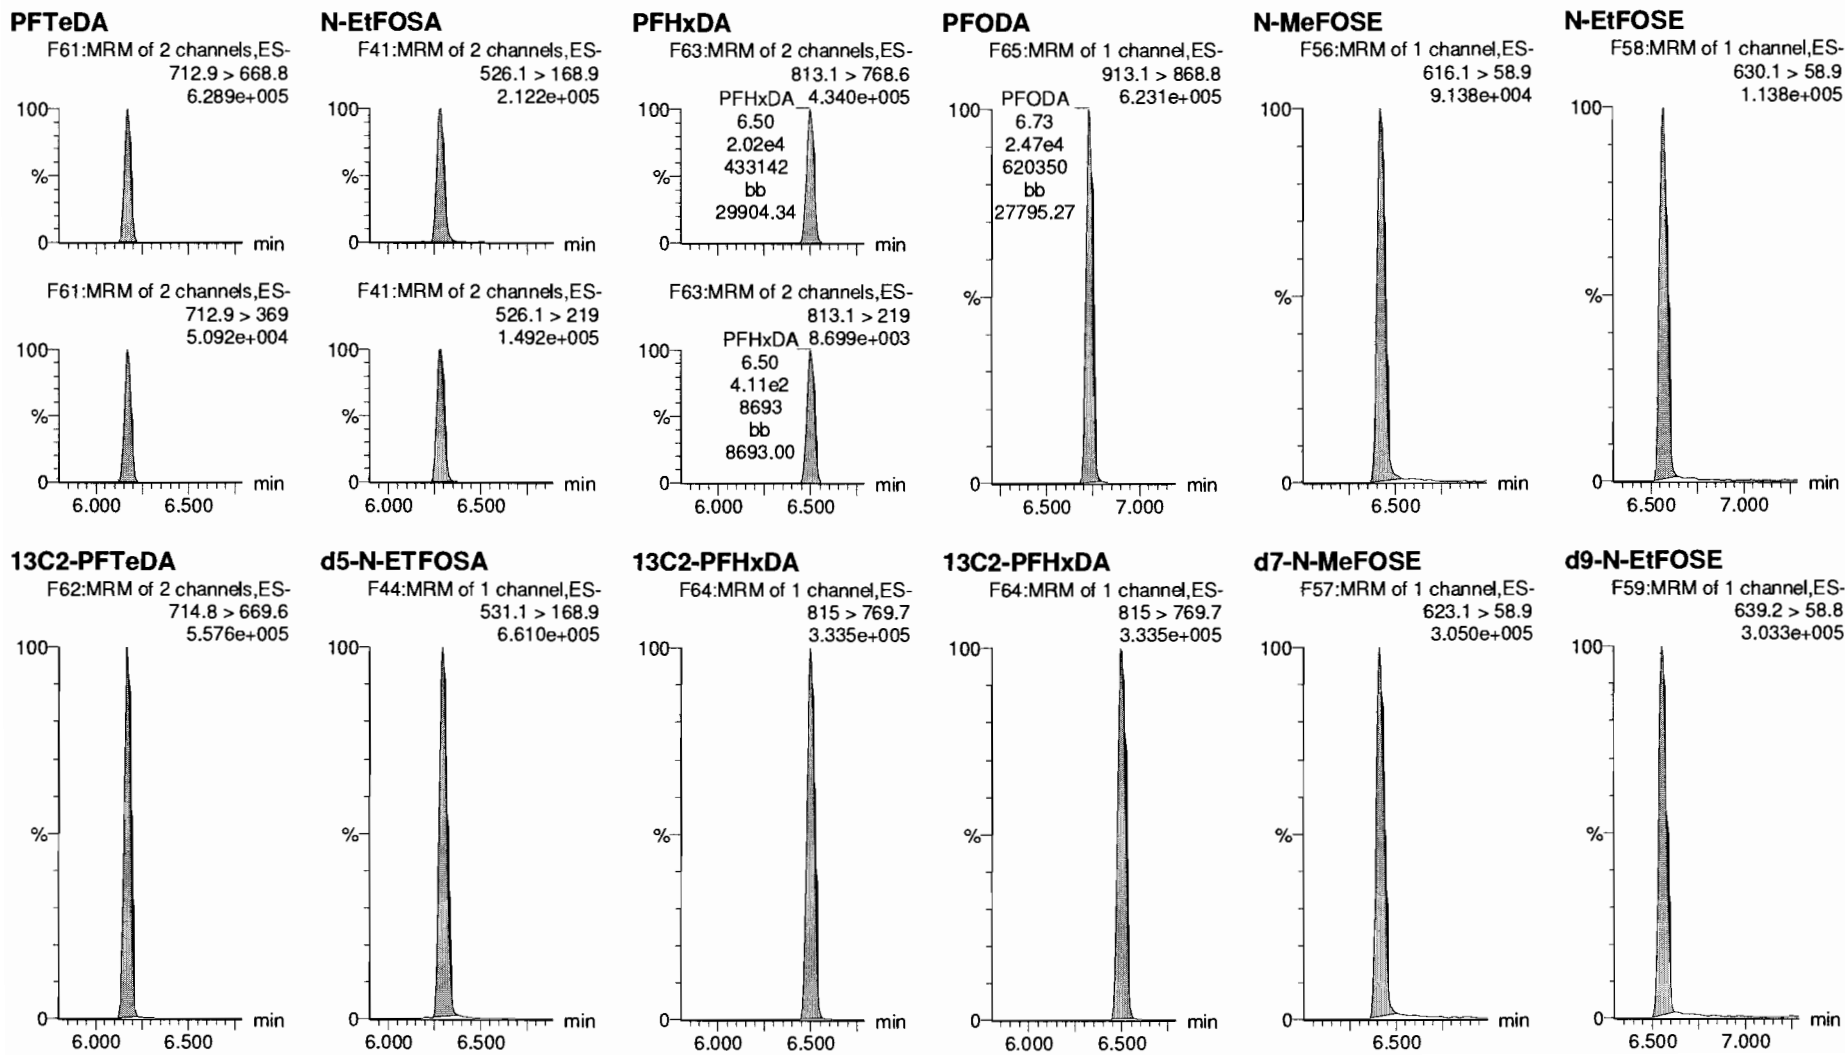 PFTeDA
F61:MRM of 2 channels,ES-
712.9 > 668.8
6.289e+005
100
%
0
min
F61:MRM of 2 channels,ES-
712.9 > 369
5.092e+004
100
%
0
min
6.000 6.500
N-EtFOSA
F41:MRM of 2 channels,ES-
526.1 > 168.9
2.122e+005
100
%
0
min
F41:MRM of 2 channels,ES-
526.1 > 219
1.492e+005
100
%
0
min
6.000 6.500
PFHxDA
F63:MRM of 2 channels,ES-
813.1 > 768.6
PFHxDA 4.340e+005
100
6.50
2.02e4
433142
%
bb
29904.34
0
min
F63:MRM of 2 channels,ES-
813.1 > 219
PFHxDA 8.699e+003
100
6.50
4.11e2
8693
%
bb
8693.00
0
min
6.000 6.500
PFODA
F65:MRM of 1 channel,ES-
913.1 > 868.8
PFODA 6.231e+005
100
6.73
2.47e4
620350
bb
27795.27
%
0
min
6.500 7.000
N-MeFOSE
F56:MRM of 1 channel,ES-
616.1 > 58.9
9.138e+004
100
%
0
min
6.500
N-EtFOSE
F58:MRM of 1 channel,ES-
630.1 > 58.9
1.138e+005
100
%
0
min
6.500 7.000
13C2-PFTeDA
F62:MRM of 2 channels,ES-
714.8 > 669.6
5.576e+005
100
%
0
min
6.000 6.500
d5-N-ETFOSA
F44:MRM of 1 channel,ES-
531.1 > 168.9
6.610e+005
100
%
0
min
6.000 6.500
13C2-PFHxDA
F64:MRM of 1 channel,ES-
815 > 769.7
3.335e+005
100
%
0
min
6.000 6.500
13C2-PFHxDA
F64:MRM of 1 channel,ES-
815 > 769.7
3.335e+005
100
%
0
min
6.000 6.500
d7-N-MeFOSE
F57:MRM of 1 channel,ES-
623.1 > 58.9
3.050e+005
100
%
0
min
6.500
d9-N-EtFOSE
F59:MRM of 1 channel,ES-
639.2 > 58.8
3.033e+005
100
%
0
min
6.500 7.000